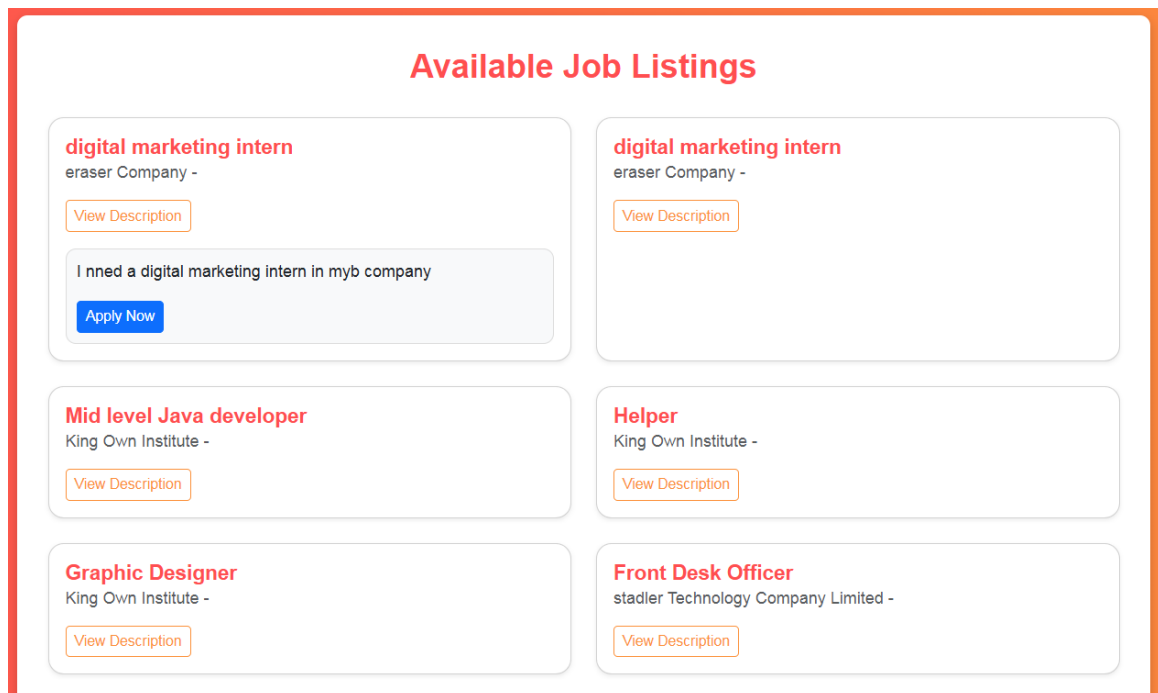 Available Job Listings
digital marketing intern
eraser Company -
View Description
I nned a digital marketing intern in myb company
Apply Now
digital marketing intern
eraser Company -
View Description
Mid level Java developer
King Own Institute -
View Description
Helper
King Own Institute -
View Description
Graphic Designer
King Own Institute -
View Description
Front Desk Officer
stadler Technology Company Limited -
View Description